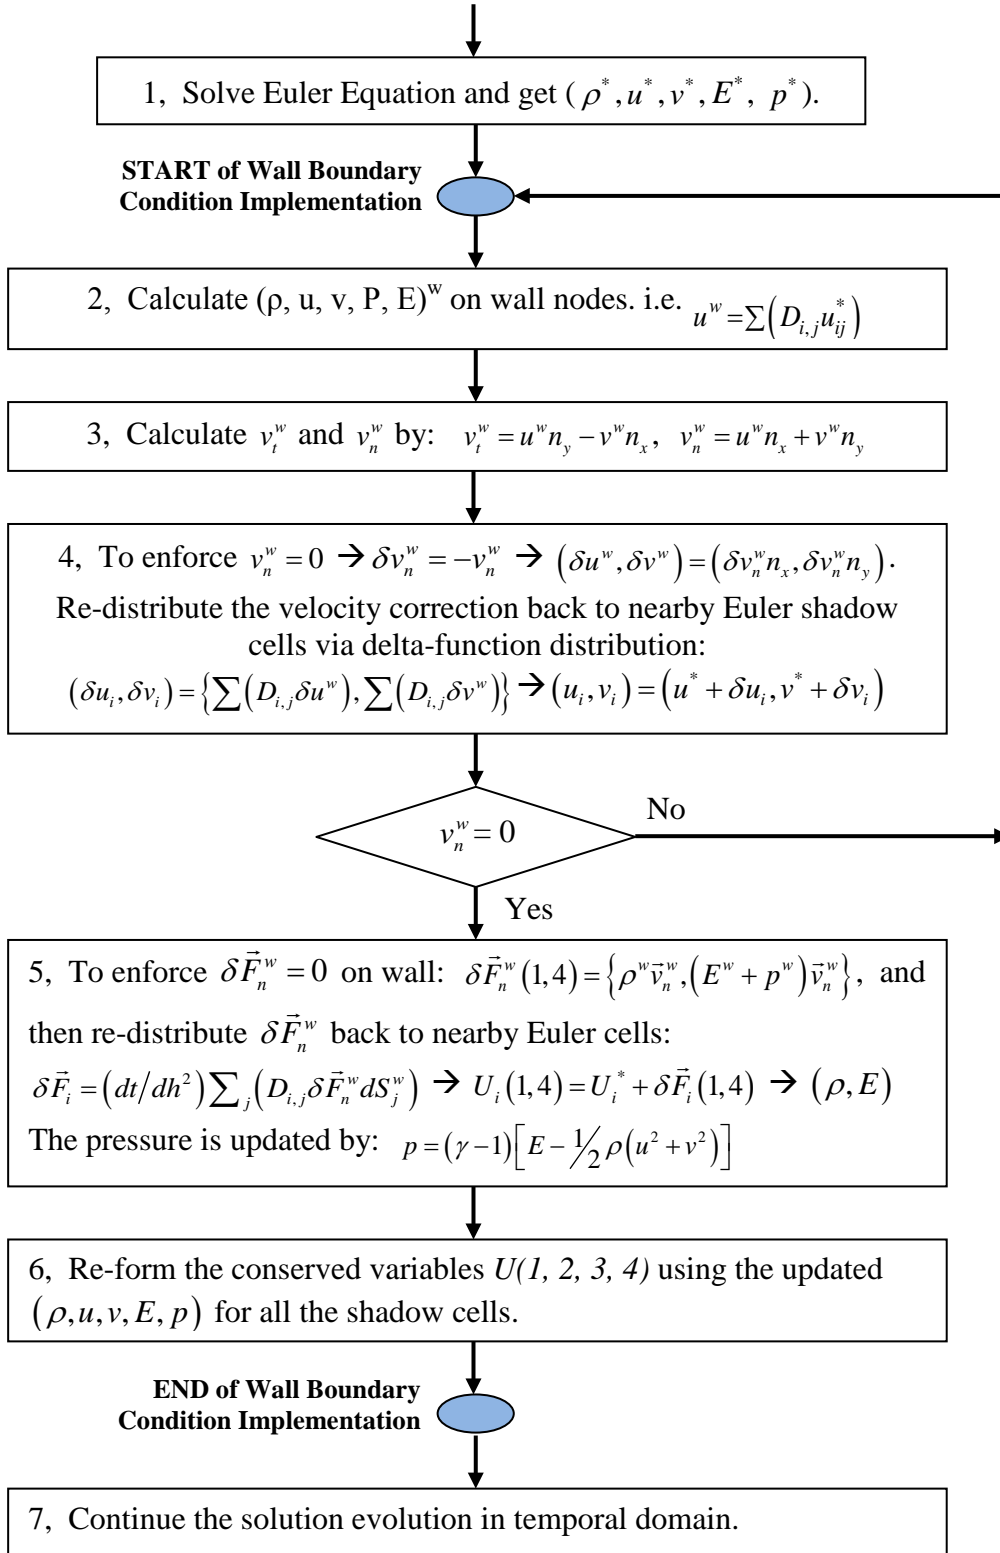 1, Solve Euler Equation and get (ρ*, u*, v*, E*, p*).
START of Wall Boundary
Condition Implementation
2, Calculate (ρ, u, v, P, E)^w on wall nodes. i.e. u^w = ∑(D_{i,j} u*_{ij})
3, Calculate v_t^w and v_n^w by: v_t^w = u^w n_y − v^w n_x, v_n^w = u^w n_x + v^w n_y
4, To enforce v_n^w = 0 → δv_n^w = −v_n^w → (δu^w, δv^w) = (δv_n^w n_x, δv_n^w n_y).
Re-distribute the velocity correction back to nearby Euler shadow
cells via delta-function distribution:
(δu_i, δv_i) = {∑(D_{i,j} δu^w), ∑(D_{i,j} δv^w)} → (u_i, v_i) = (u* + δu_i, v* + δv_i)
v_n^w = 0
No
Yes
5, To enforce δF⃗_n^w = 0 on wall: δF⃗_n^w (1,4) = {ρ^w v⃗_n^w, (E^w + p^w) v⃗_n^w}, and
then re-distribute δF⃗_n^w back to nearby Euler cells:
δF⃗_i = (dt/dh²) ∑_j (D_{i,j} δF⃗_n^w dS_j^w) → U_i (1,4) = U_i* + δF⃗_i (1,4) → (ρ, E)
The pressure is updated by: p = (γ−1)[E − 1/2 ρ(u² + v²)]
6, Re-form the conserved variables U(1, 2, 3, 4) using the updated
(ρ, u, v, E, p) for all the shadow cells.
END of Wall Boundary
Condition Implementation
7, Continue the solution evolution in temporal domain.